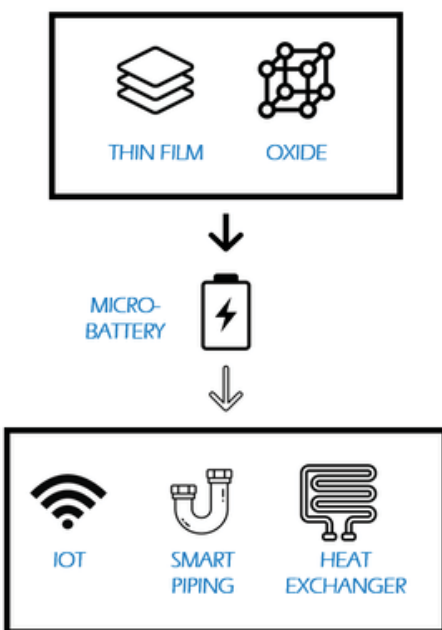 THIN FILM OXIDE
MICRO-
BATTERY
IOT SMART HEAT
PIPING EXCHANGER